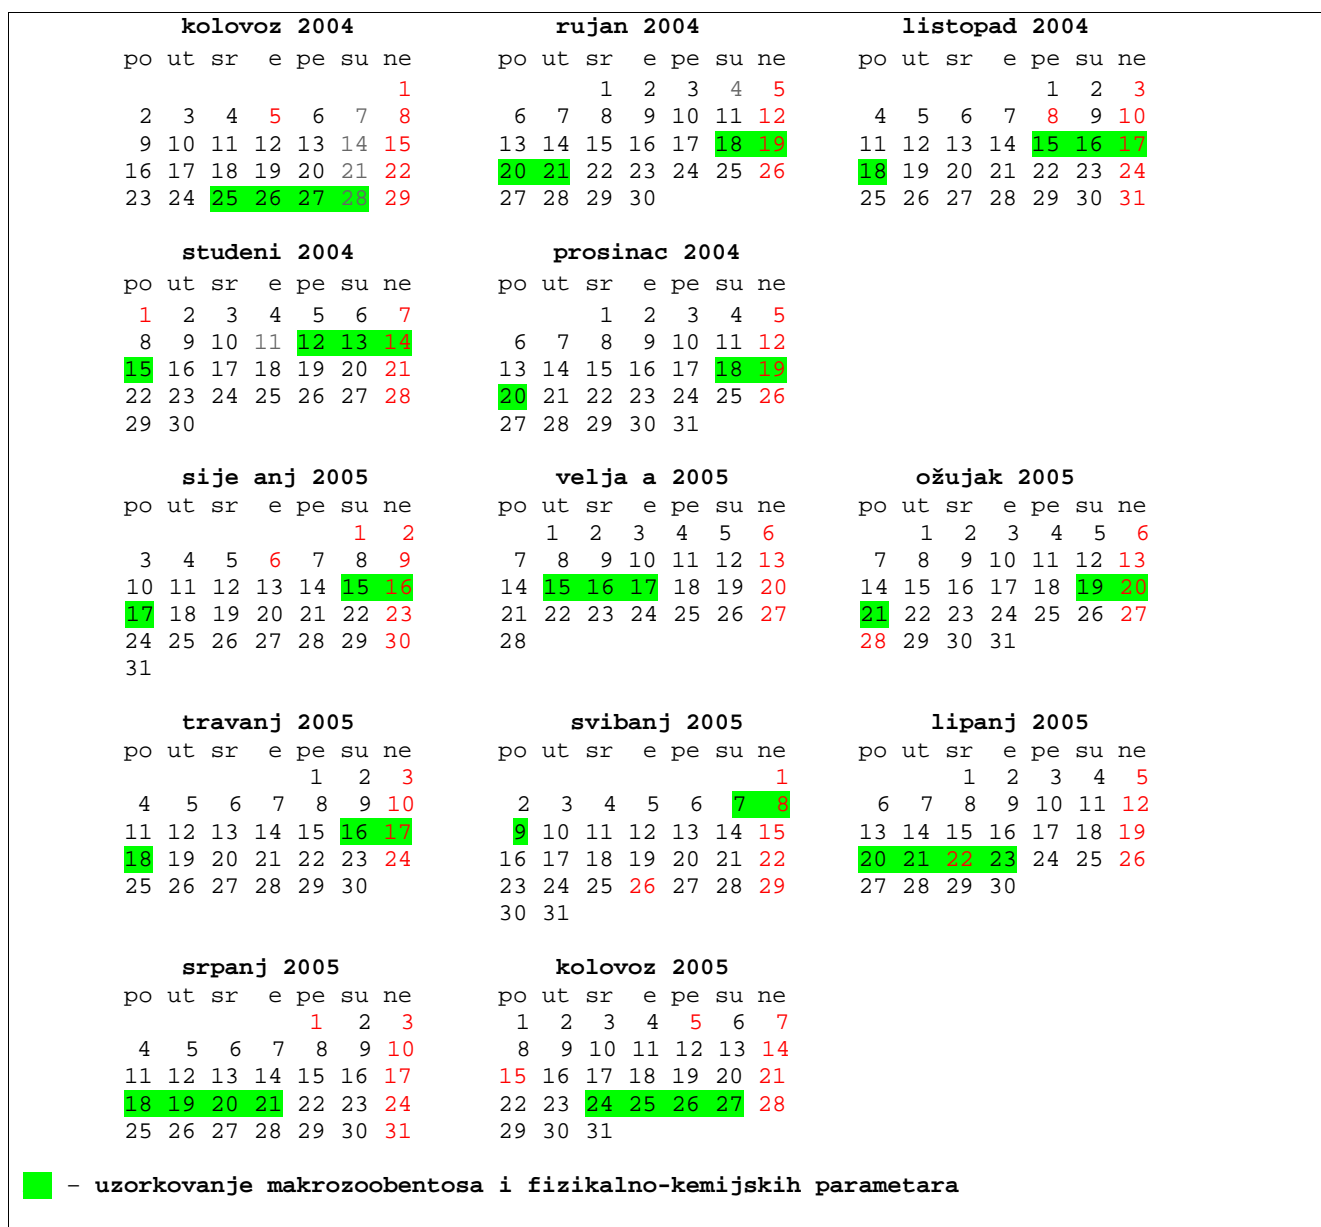 kolovoz 2004 rujan 2004 listopad 2004
po ut sr e pe su ne po ut sr e pe su ne po ut sr e pe su ne
1 1 2 3 4 5 1 2 3
2 3 4 5 6 7 8 6 7 8 9 10 11 12 4 5 6 7 8 9 10
9 10 11 12 13 14 15 13 14 15 16 17 18 19 11 12 13 14 15 16 17
16 17 18 19 20 21 22 20 21 22 23 24 25 26 18 19 20 21 22 23 24
23 24 25 26 27 28 29 27 28 29 30 25 26 27 28 29 30 31
studeni 2004 prosinac 2004
po ut sr e pe su ne po ut sr e pe su ne
1 2 3 4 5 6 7 1 2 3 4 5
8 9 10 11 12 13 14 6 7 8 9 10 11 12
15 16 17 18 19 20 21 13 14 15 16 17 18 19
22 23 24 25 26 27 28 20 21 22 23 24 25 26
29 30 27 28 29 30 31
sije anj 2005 velja a 2005 ožujak 2005
po ut sr e pe su ne po ut sr e pe su ne po ut sr e pe su ne
1 2 1 2 3 4 5 6 1 2 3 4 5 6
3 4 5 6 7 8 9 7 8 9 10 11 12 13 7 8 9 10 11 12 13
10 11 12 13 14 15 16 14 15 16 17 18 19 20 14 15 16 17 18 19 20
17 18 19 20 21 22 23 21 22 23 24 25 26 27 21 22 23 24 25 26 27
24 25 26 27 28 29 30 28 28 29 30 31
31
travanj 2005 svibanj 2005 lipanj 2005
po ut sr e pe su ne po ut sr e pe su ne po ut sr e pe su ne
1 2 3 1 1 2 3 4 5
4 5 6 7 8 9 10 2 3 4 5 6 7 8 6 7 8 9 10 11 12
11 12 13 14 15 16 17 9 10 11 12 13 14 15 13 14 15 16 17 18 19
18 19 20 21 22 23 24 16 17 18 19 20 21 22 20 21 22 23 24 25 26
25 26 27 28 29 30 23 24 25 26 27 28 29 27 28 29 30
30 31
srpanj 2005 kolovoz 2005
po ut sr e pe su ne po ut sr e pe su ne
1 2 3 1 2 3 4 5 6 7
4 5 6 7 8 9 10 8 9 10 11 12 13 14
11 12 13 14 15 16 17 15 16 17 18 19 20 21
18 19 20 21 22 23 24 22 23 24 25 26 27 28
25 26 27 28 29 30 31 29 30 31
– uzorkovanje makrozoobentosa i fizikalno-kemijskih parametara